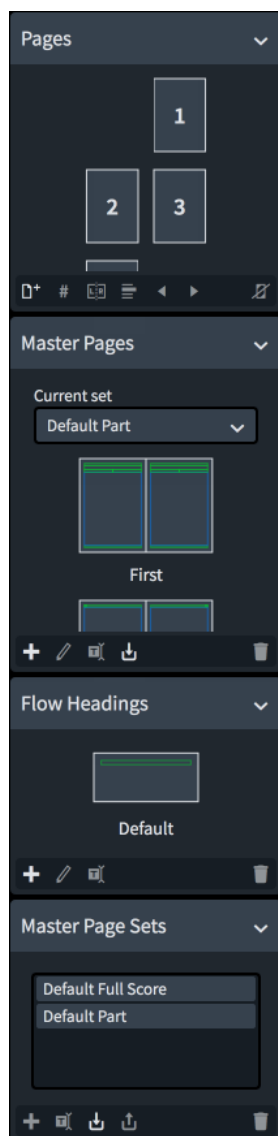 Pages
1
2 3
#
Master Pages
Current set
Default Part
First
Flow Headings
Default
Master Page Sets
Default Full Score
Default Part